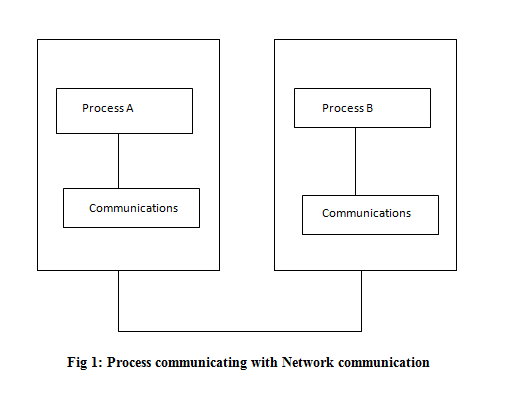 Process A
Process B
Communications
Communications
Fig 1: Process communicating with Network communication